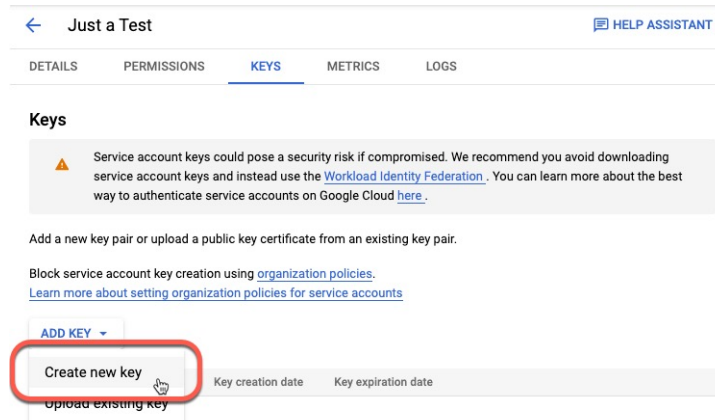 Just a Test
HELP ASSISTANT
DETAILS PERMISSIONS KEYS METRICS LOGS
Keys
Service account keys could pose a security risk if compromised. We recommend you avoid downloading
service account keys and instead use the Workload Identity Federation . You can learn more about the best
way to authenticate service accounts on Google Cloud here .
Add a new key pair or upload a public key certificate from an existing key pair.
Block service account key creation using organization policies.
Learn more about setting organization policies for service accounts
ADD KEY
Create new key
Key creation date Key expiration date
Upload existing key